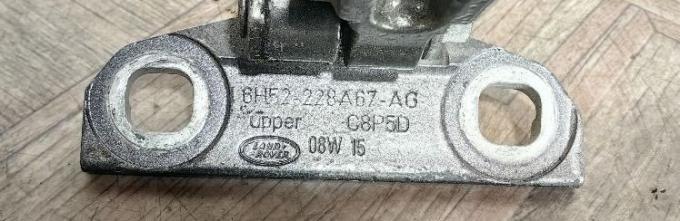 6H52-228A67-AG
Upper C8P5D
LAND ROVER 08W 15